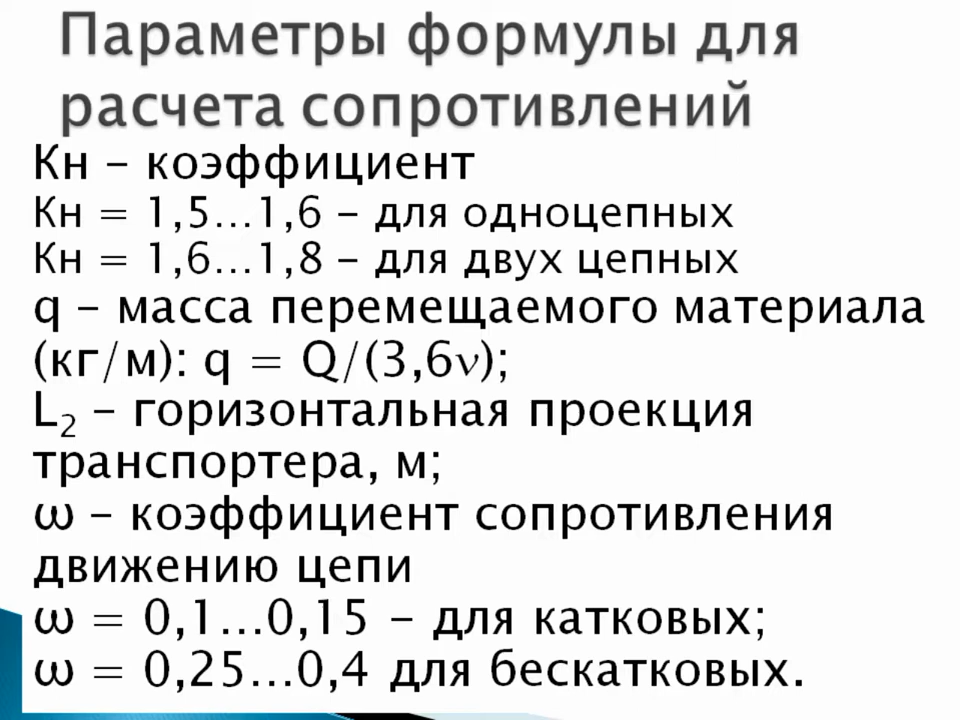 Параметры формулы для
расчета сопротивлений
Кн – коэффициент
Кн = 1,5…1,6 – для одноцепных
Кн = 1,6…1,8 – для двух цепных
q – масса перемещаемого материала
(кг/м): q = Q/(3,6ν);
L₂ – горизонтальная проекция
транспортера, м;
ω – коэффициент сопротивления
движению цепи
ω = 0,1…0,15 – для катковых;
ω = 0,25…0,4 для бескатковых.